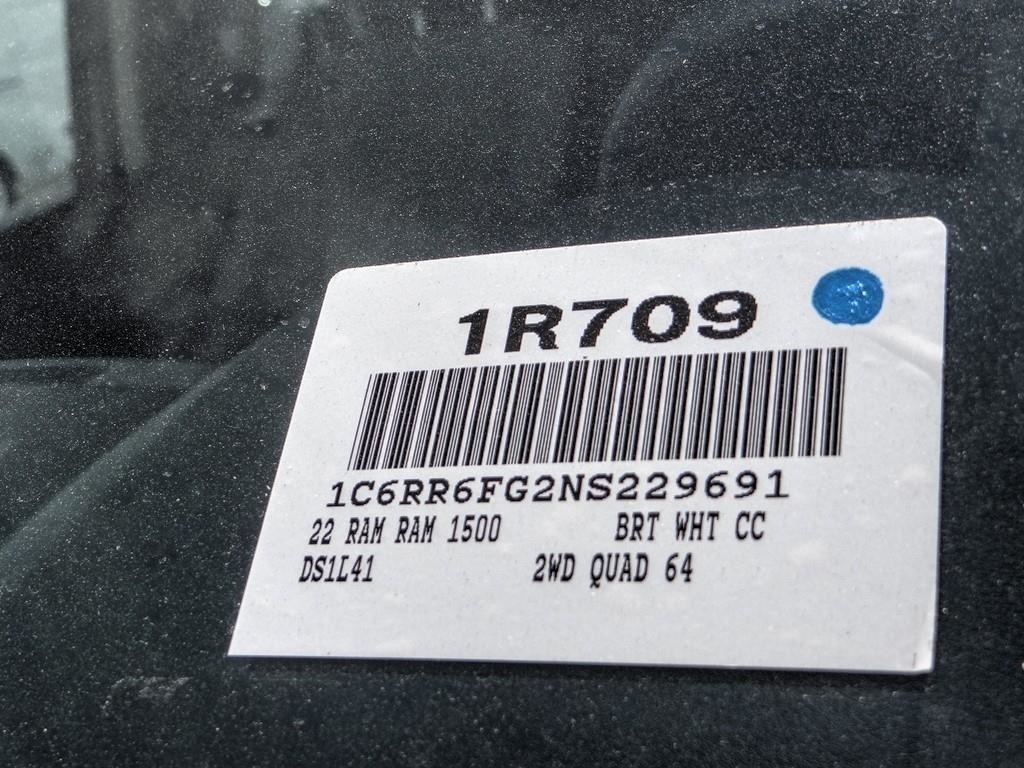 1R709
1C6RR6FG2NS229691
22 RAM RAM 1500 BRT WHT CC
DS1L41 2WD QUAD 64